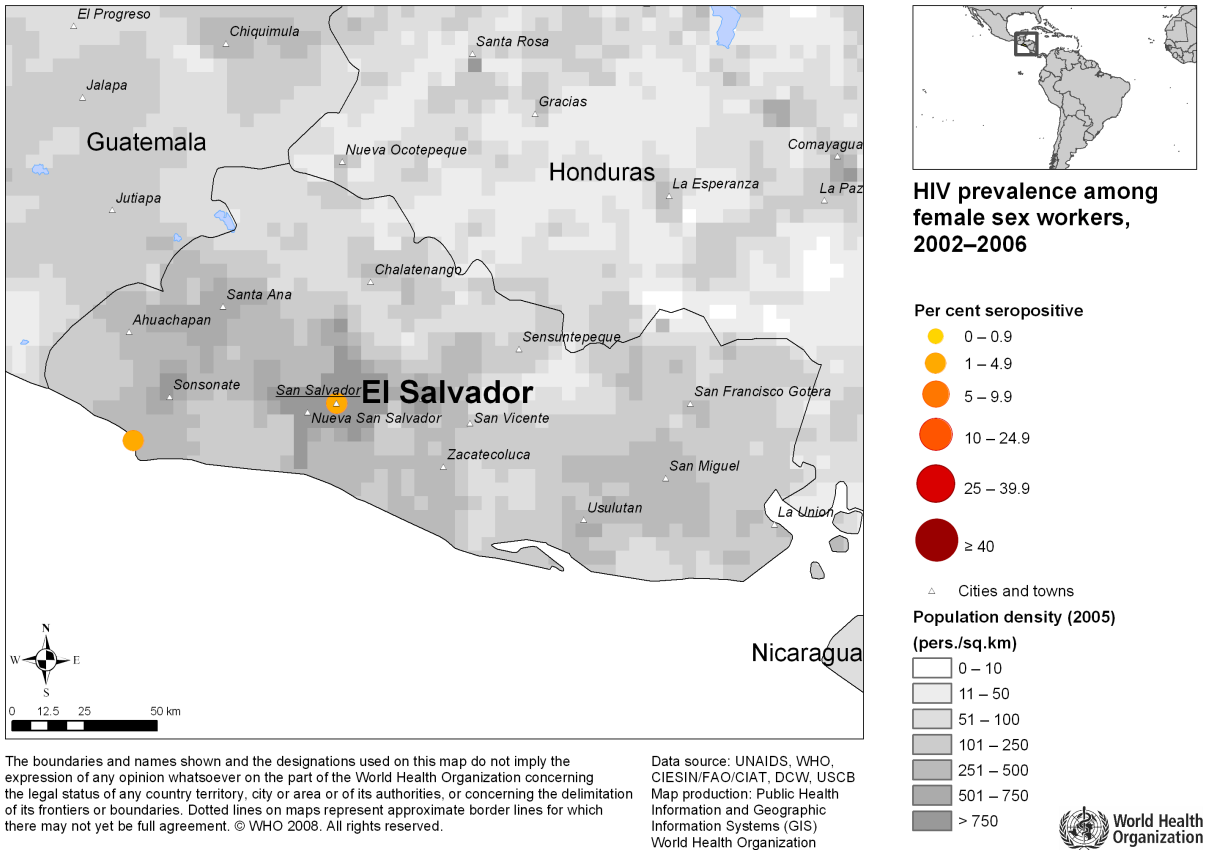 El Progreso
Chiquimula
Santa Rosa
Jalapa
Gracias
Guatemala
Comayagua
Nueva Ocotepeque
Honduras
La Esperanza
La Paz
Jutiapa
Chalatenango
Santa Ana
Ahuachapan
Sensuntepeque
Sonsonate
San Salvador
El Salvador
San Francisco Gotera
Nueva San Salvador
San Vicente
Zacatecoluca
San Miguel
Usulutan
La Union
Nicaragua
N
W E
S
0 12.5 25 50 km
HIV prevalence among
female sex workers,
2002–2006
Per cent seropositive
0 – 0.9
1 – 4.9
5 – 9.9
10 – 24.9
25 – 39.9
≥ 40
Cities and towns
Population density (2005)
(pers./sq.km)
0 – 10
11 – 50
51 – 100
101 – 250
251 – 500
501 – 750
> 750
The boundaries and names shown and the designations used on this map do not imply the
expression of any opinion whatsoever on the part of the World Health Organization concerning
the legal status of any country territory, city or area or of its authorities, or concerning the delimitation
of its frontiers or boundaries. Dotted lines on maps represent approximate border lines for which
there may not yet be full agreement. © WHO 2008. All rights reserved.
Data source: UNAIDS, WHO,
CIESIN/FAO/CIAT, DCW, USCB
Map production: Public Health
Information and Geographic
Information Systems (GIS)
World Health Organization
World Health
Organization